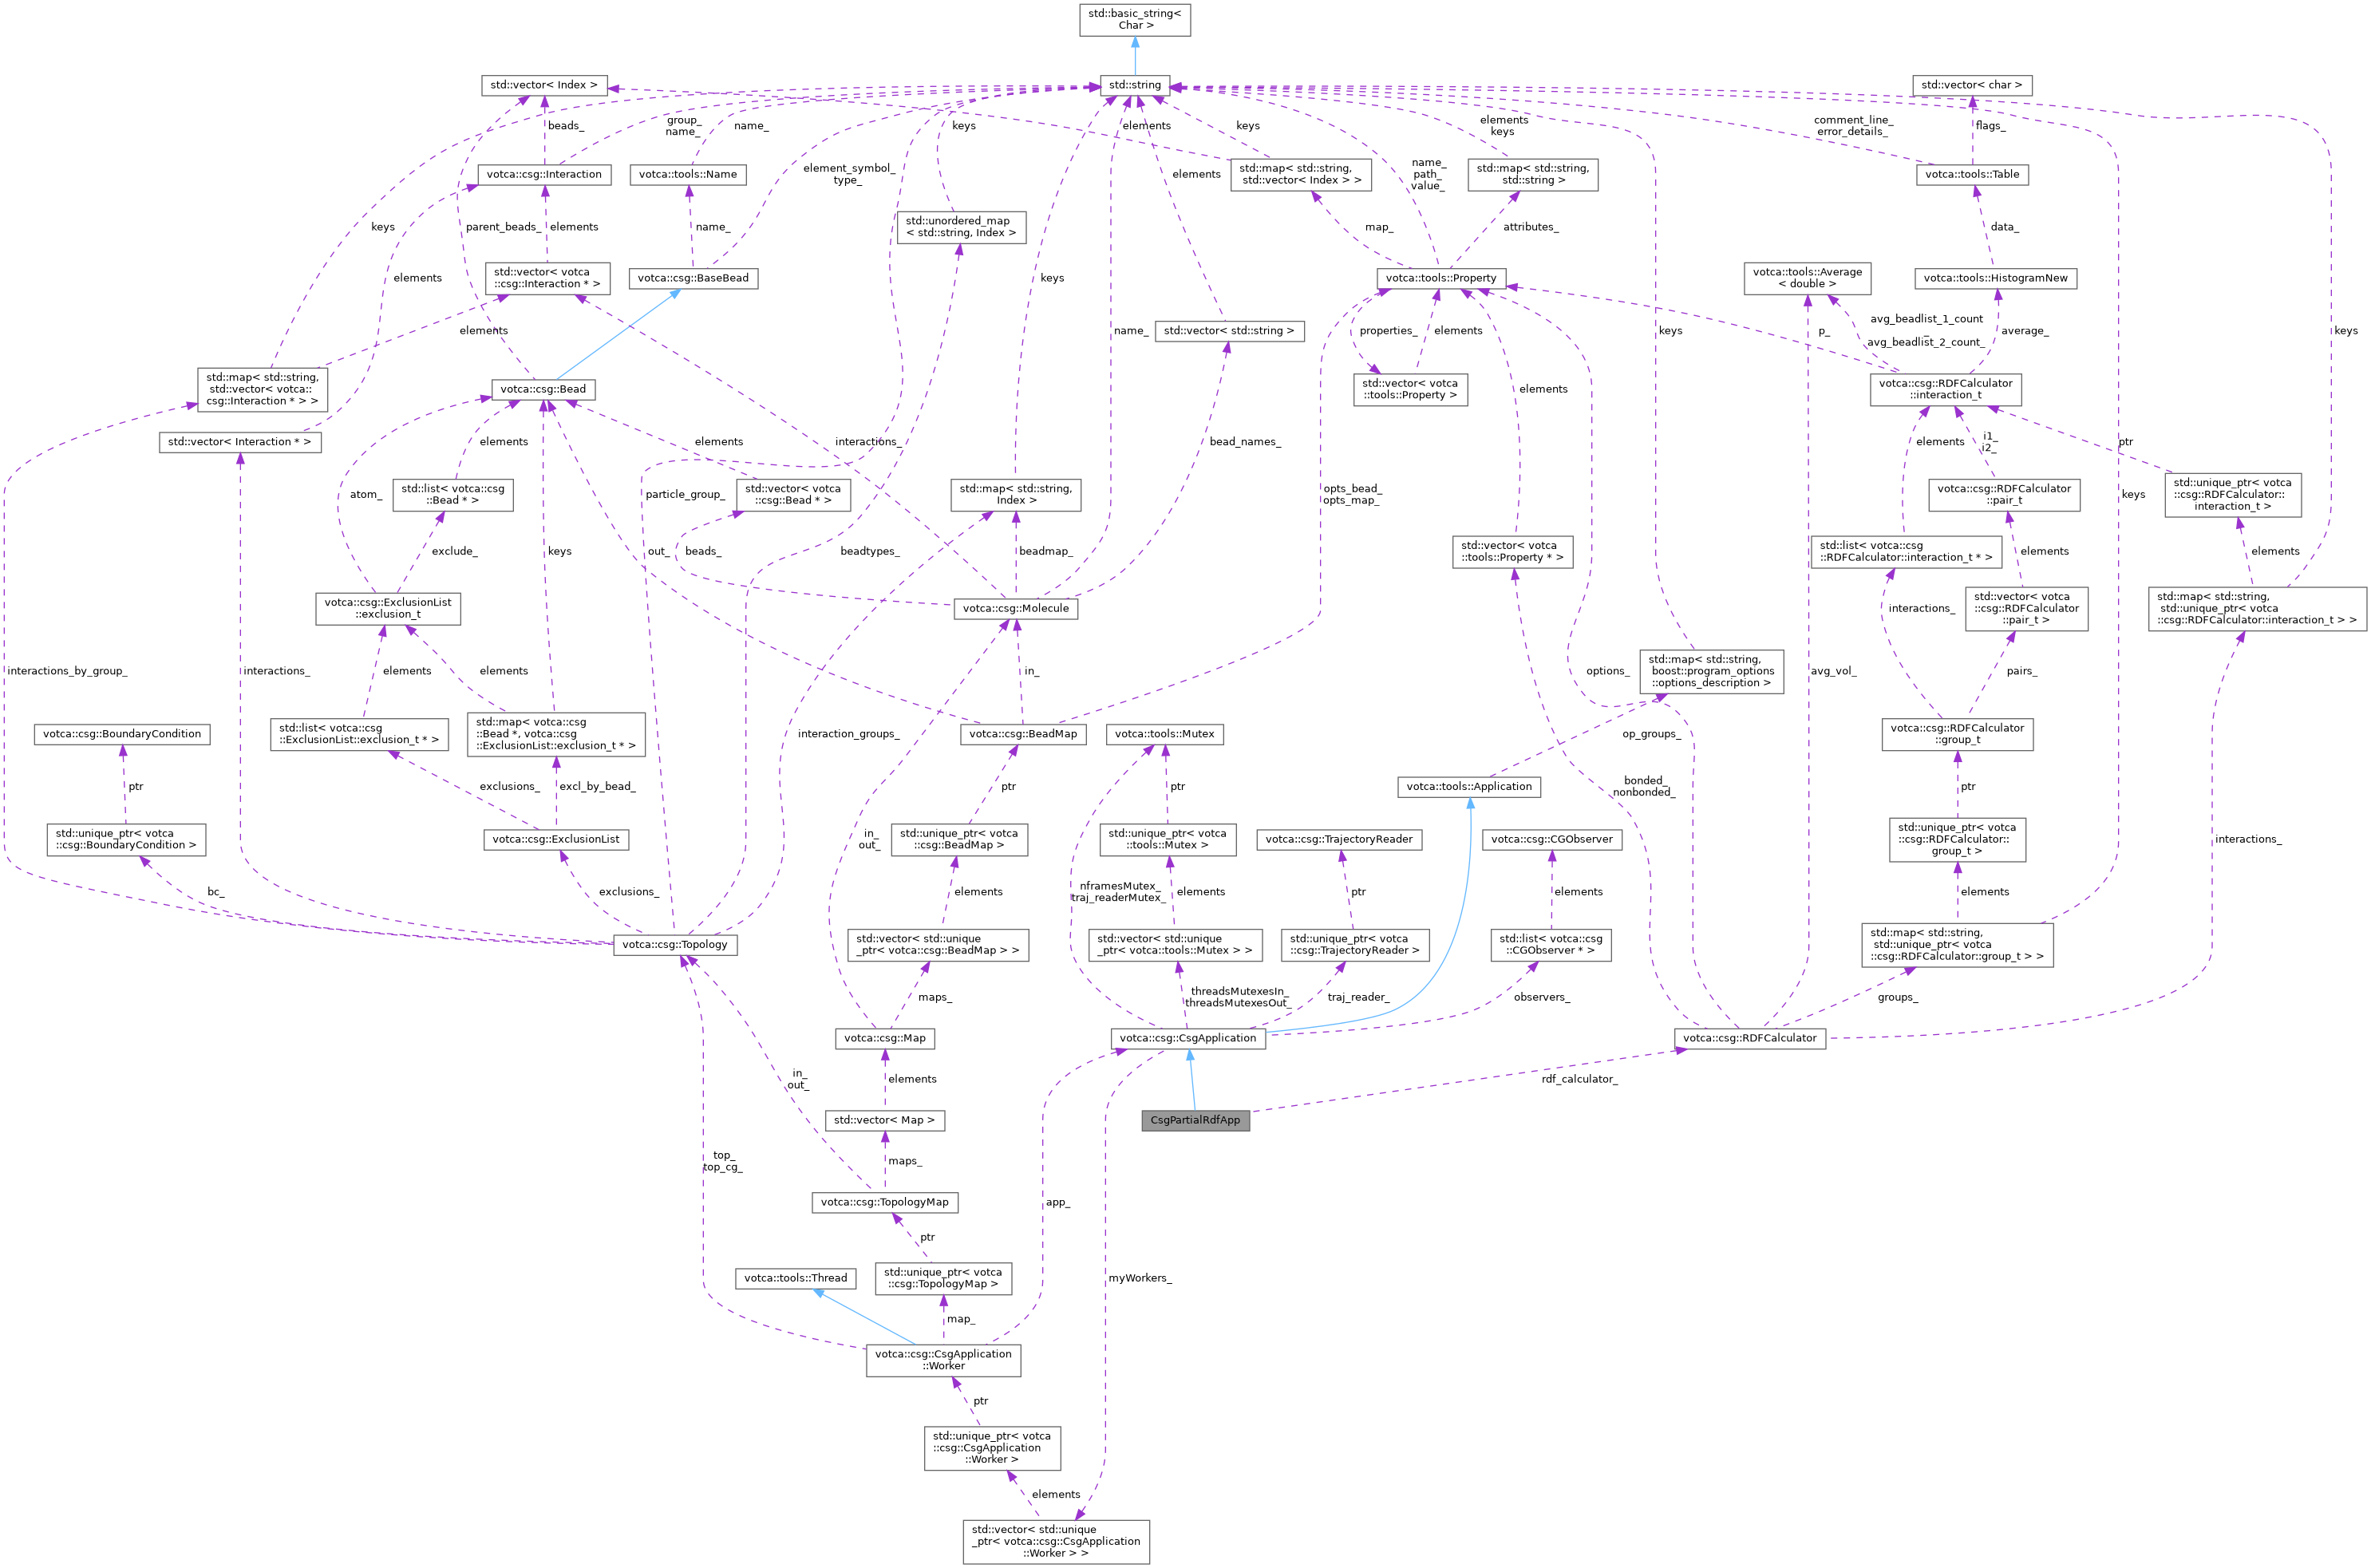 std::basic_string<
Char >
std::vector< Index >
std::string
std::vector< char >
beads_
group_
name_
name_
keys
elements
keys
elements
keys
comment_line_
error_details_
flags_
votca::csg::Interaction
votca::tools::Name
element_symbol_
type_
elements
std::map< std::string,
std::vector< Index > >
name_
path_
value_
std::map< std::string,
std::string >
votca::tools::Table
keys
parent_beads_
elements
name_
std::unordered_map
< std::string, Index >
map_
attributes_
data_
elements
std::vector< votca
::csg::Interaction * >
votca::csg::BaseBead
keys
votca::tools::Property
votca::tools::Average
< double >
votca::tools::HistogramNew
elements
name_
std::vector< std::string >
properties_
elements
keys
p_
avg_beadlist_1_count
_
avg_beadlist_2_count_
average_
keys
std::map< std::string,
std::vector< votca::
csg::Interaction * > >
votca::csg::Bead
std::vector< votca
::tools::Property >
elements
votca::csg::RDFCalculator
::interaction_t
std::vector< Interaction * >
elements
elements
interactions_
bead_names_
elements
i1_
i2_
ptr
atom_
std::list< votca::csg
::Bead * >
particle_group_
std::vector< votca
::csg::Bead * >
std::map< std::string,
Index >
opts_bead_
opts_map_
votca::csg::RDFCalculator
::pair_t
std::unique_ptr< votca
::csg::RDFCalculator::
interaction_t >
keys
exclude_
keys
out_
beads_
beadtypes_
beadmap_
std::vector< votca
::tools::Property * >
std::list< votca::csg
::RDFCalculator::interaction_t * >
elements
elements
votca::csg::ExclusionList
::exclusion_t
votca::csg::Molecule
interactions_
std::vector< votca
::csg::RDFCalculator
::pair_t >
std::map< std::string,
std::unique_ptr< votca
::csg::RDFCalculator::interaction_t > >
interactions_by_group_
interactions_
elements
elements
in_
options_
std::map< std::string,
boost::program_options
::options_description >
avg_vol_
pairs_
votca::csg::BoundaryCondition
std::list< votca::csg
::ExclusionList::exclusion_t * >
std::map< votca::csg
::Bead *, votca::csg
::ExclusionList::exclusion_t * >
interaction_groups_
votca::csg::BeadMap
votca::tools::Mutex
op_groups_
votca::csg::RDFCalculator
::group_t
ptr
exclusions_
excl_by_bead_
ptr
ptr
votca::tools::Application
bonded_
nonbonded_
ptr
std::unique_ptr< votca
::csg::BoundaryCondition >
votca::csg::ExclusionList
in_
out_
std::unique_ptr< votca
::csg::BeadMap >
std::unique_ptr< votca
::tools::Mutex >
votca::csg::TrajectoryReader
votca::csg::CGObserver
std::unique_ptr< votca
::csg::RDFCalculator::
group_t >
interactions_
bc_
exclusions_
elements
nframesMutex_
traj_readerMutex_
elements
ptr
elements
elements
votca::csg::Topology
std::vector< std::unique
_ptr< votca::csg::BeadMap > >
std::vector< std::unique
_ptr< votca::tools::Mutex > >
std::unique_ptr< votca
::csg::TrajectoryReader >
std::list< votca::csg
::CGObserver * >
std::map< std::string,
std::unique_ptr< votca
::csg::RDFCalculator::group_t > >
maps_
threadsMutexesIn_
threadsMutexesOut_
traj_reader_
observers_
groups_
votca::csg::Map
votca::csg::CsgApplication
votca::csg::RDFCalculator
in_
out_
elements
rdf_calculator_
std::vector< Map >
CsgPartialRdfApp
top_
top_cg_
maps_
votca::csg::TopologyMap
app_
ptr
votca::tools::Thread
std::unique_ptr< votca
::csg::TopologyMap >
myWorkers_
map_
votca::csg::CsgApplication
::Worker
ptr
std::unique_ptr< votca
::csg::CsgApplication
::Worker >
elements
std::vector< std::unique
_ptr< votca::csg::CsgApplication
::Worker > >